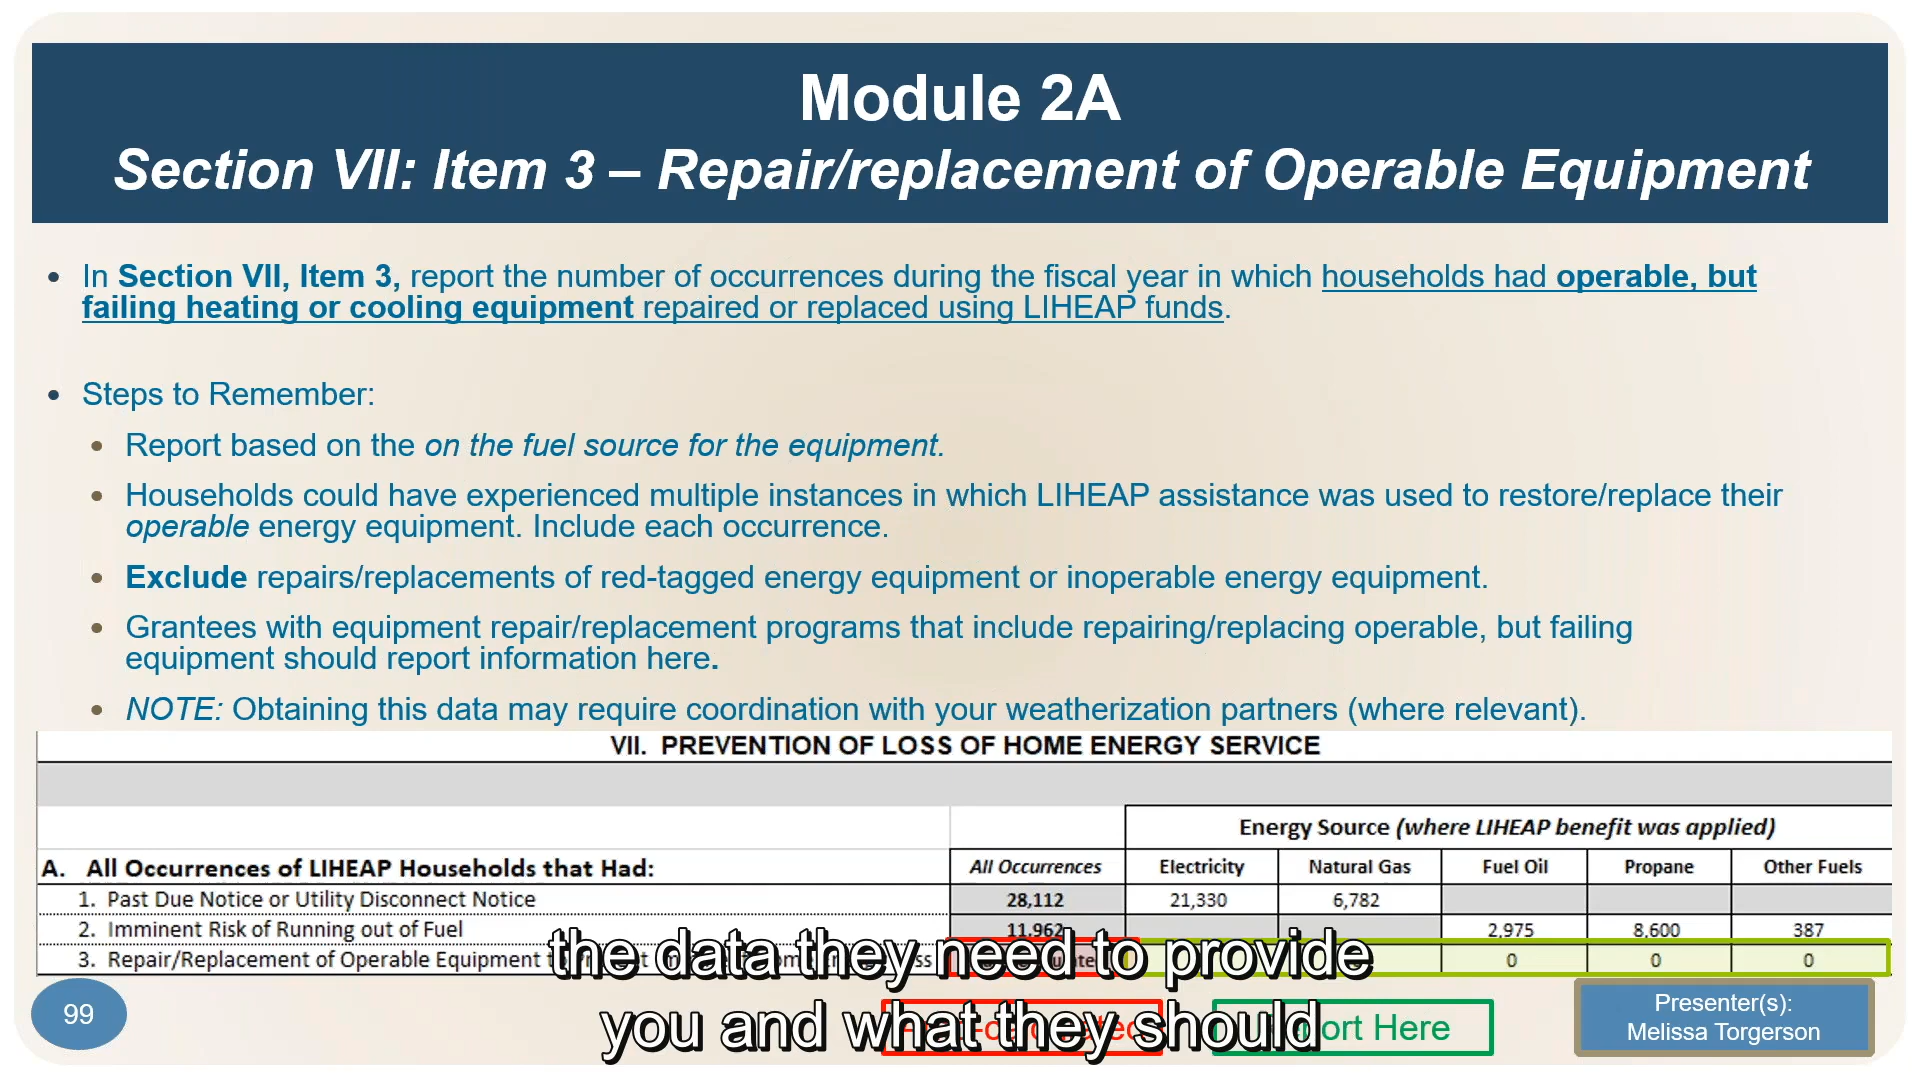 Module 2A
Section VII: Item 3 – Repair/replacement of Operable Equipment
• In Section VII, Item 3, report the number of occurrences during the fiscal year in which households had operable, but
failing heating or cooling equipment repaired or replaced using LIHEAP funds.
• Steps to Remember:
• Report based on the on the fuel source for the equipment.
• Households could have experienced multiple instances in which LIHEAP assistance was used to restore/replace their
operable energy equipment. Include each occurrence.
• Exclude repairs/replacements of red-tagged energy equipment or inoperable energy equipment.
• Grantees with equipment repair/replacement programs that include repairing/replacing operable, but failing
equipment should report information here.
• NOTE: Obtaining this data may require coordination with your weatherization partners (where relevant).
VII. PREVENTION OF LOSS OF HOME ENERGY SERVICE
Energy Source (where LIHEAP benefit was applied)
A. All Occurrences of LIHEAP Households that Had: All Occurrences Electricity Natural Gas Fuel Oil Propane Other Fuels
1. Past Due Notice or Utility Disconnect Notice 28,112 21,330 6,782
2. Imminent Risk of Running out of Fuel 11,962 2,975 8,600 387
3. Repair/Replacement of Operable Equipment 0 0 0
the data they need to provide
you and what they should
Here
99
Presenter(s):
Melissa Torgerson